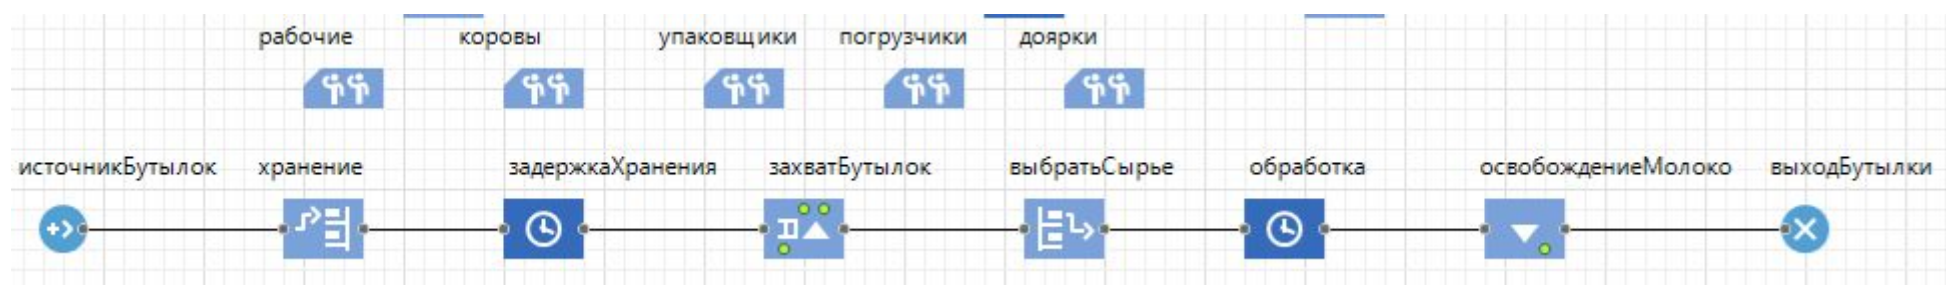 рабочие коровы упаковщики погрузчики доярки
источникБутылок хранение задержкаХранения захватБутылок выбратьСырье обработка освобождениеМолоко выходБутылки